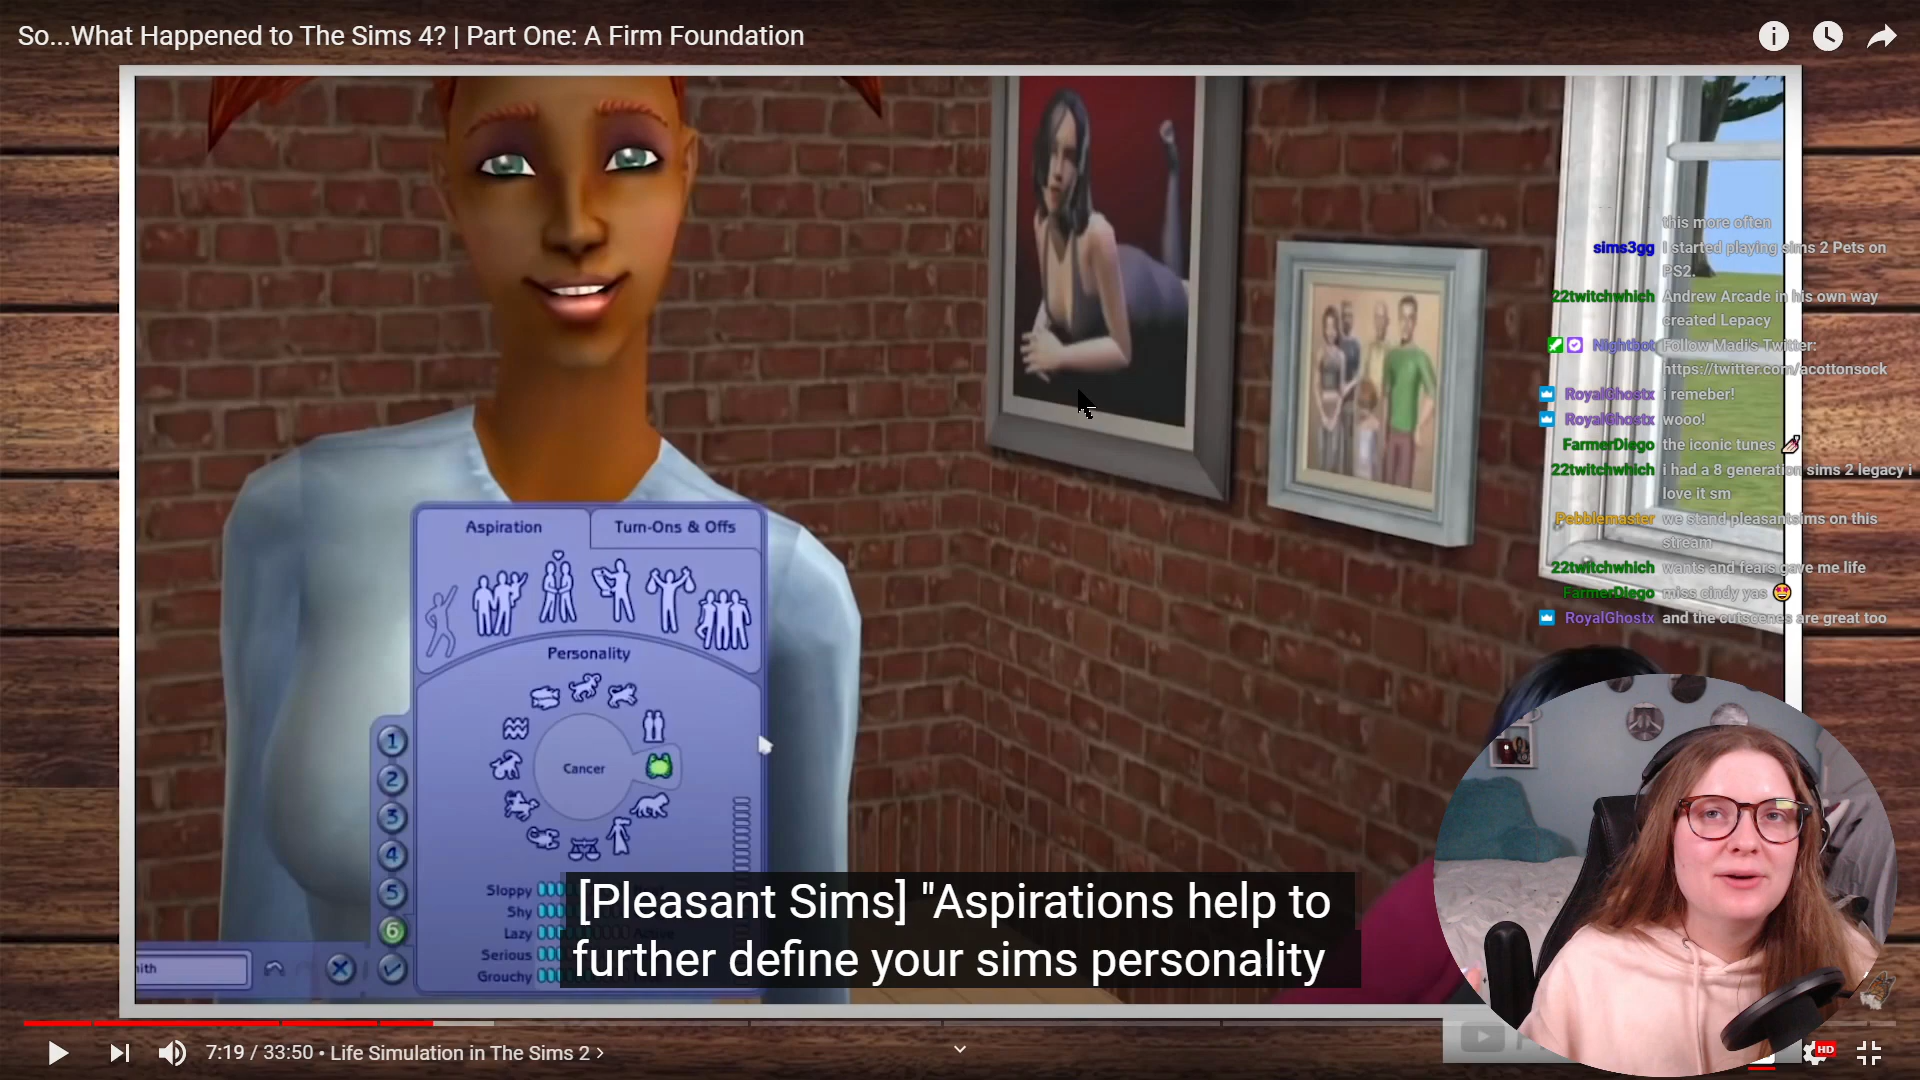 So...What Happened to The Sims 4? | Part One: A Firm Foundation
this more often
sims3gg I started playing sims 2 Pets on
PS2.
22twitchwhich Andrew Arcade in his own way
created Lepacy
Nightbot Follow Madi's Twitter:
https://twitter.com/acottonsock
RoyalGhostx i remeber!
RoyalGhostx wooo!
FarmerDiego the iconic tunes
22twitchwhich i had a 8 generation sims 2 legacy i
love it sm
Pebblemaster we stand pleasantsims on this
stream
22twitchwhich wants and fears gave me life
FarmerDiego miss cindy yas 🤩
RoyalGhostx and the cutscenes are great too
Aspiration
Turn-Ons & Offs
Personality
Cancer
1
2
3
4
5
6
Sloppy
Shy
Lazy
Active
Serious
Grouchy
[Pleasant Sims] "Aspirations help to
further define your sims personality
ith
7:19 / 33:50 • Life Simulation in The Sims 2 >
HD